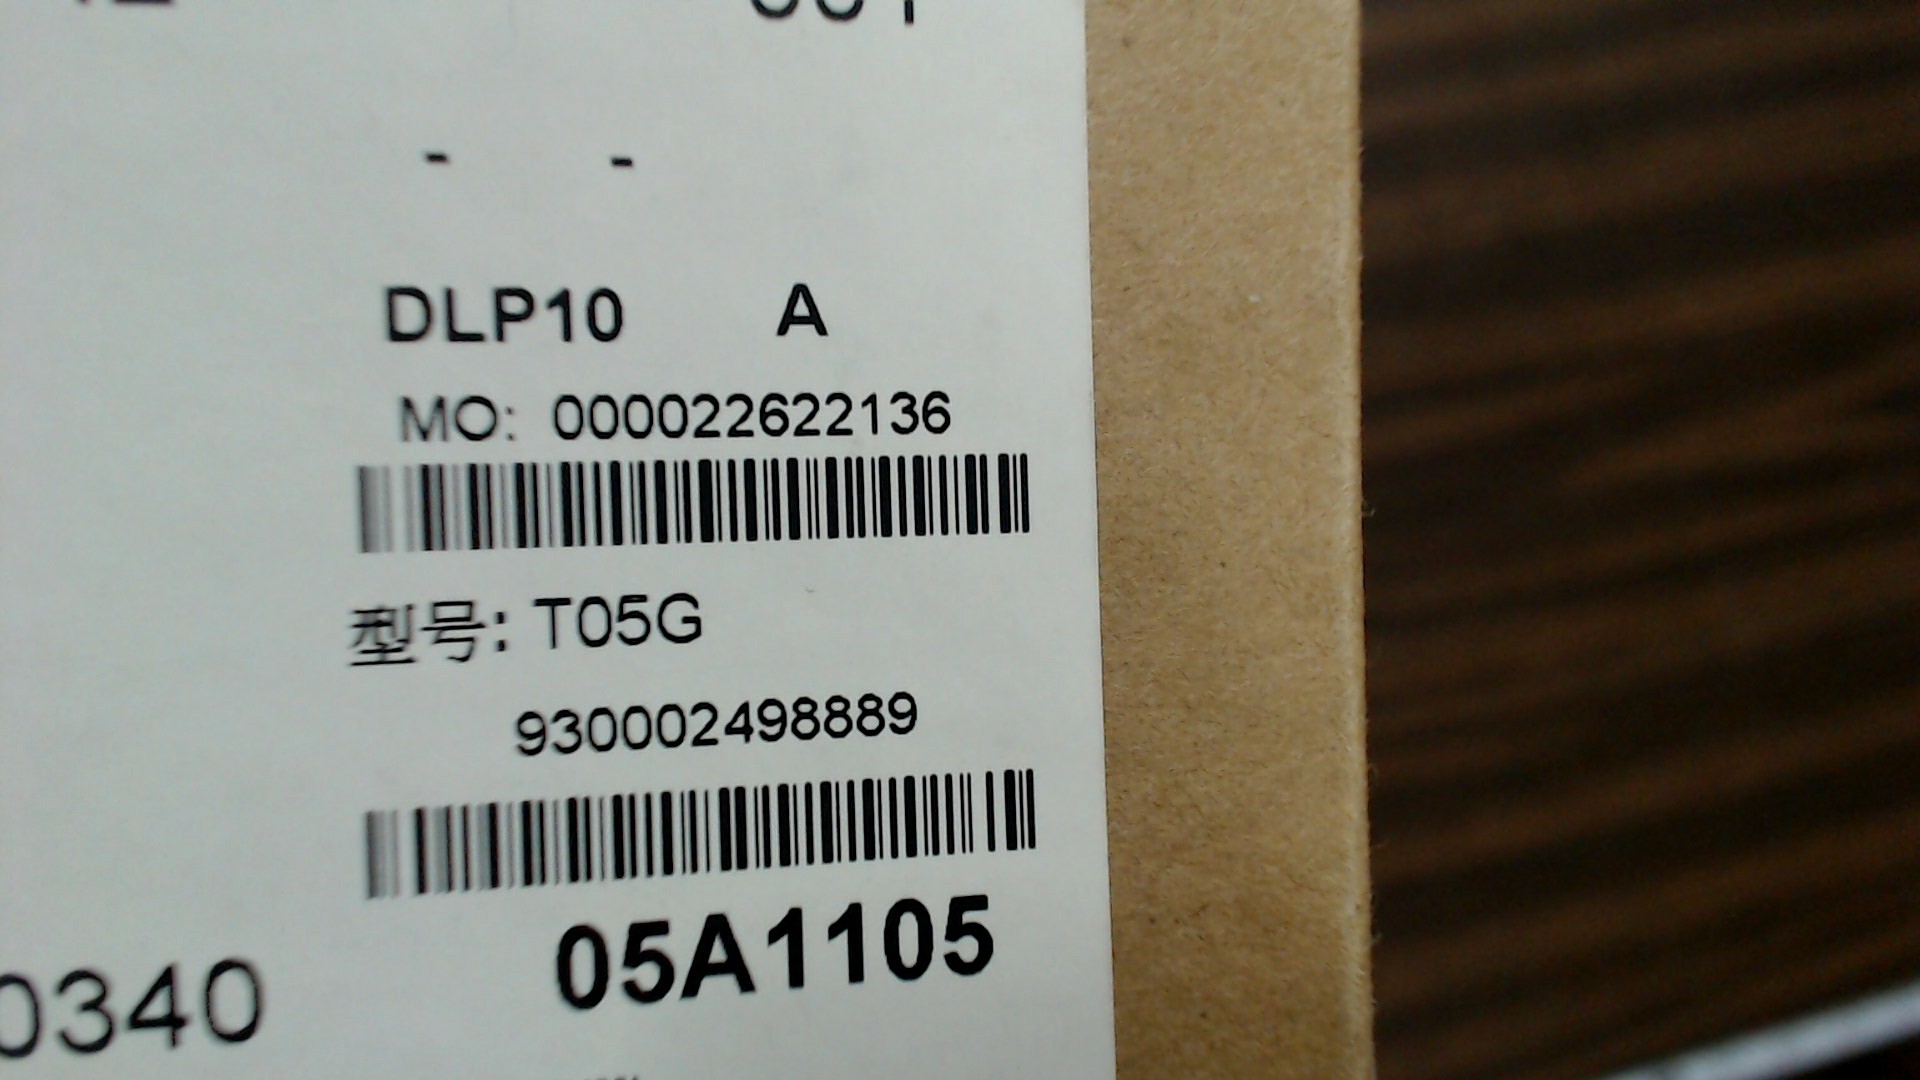 - -
DLP10 A
MO: 000022622136
型号: T05G
930002498889
05A1105
0340